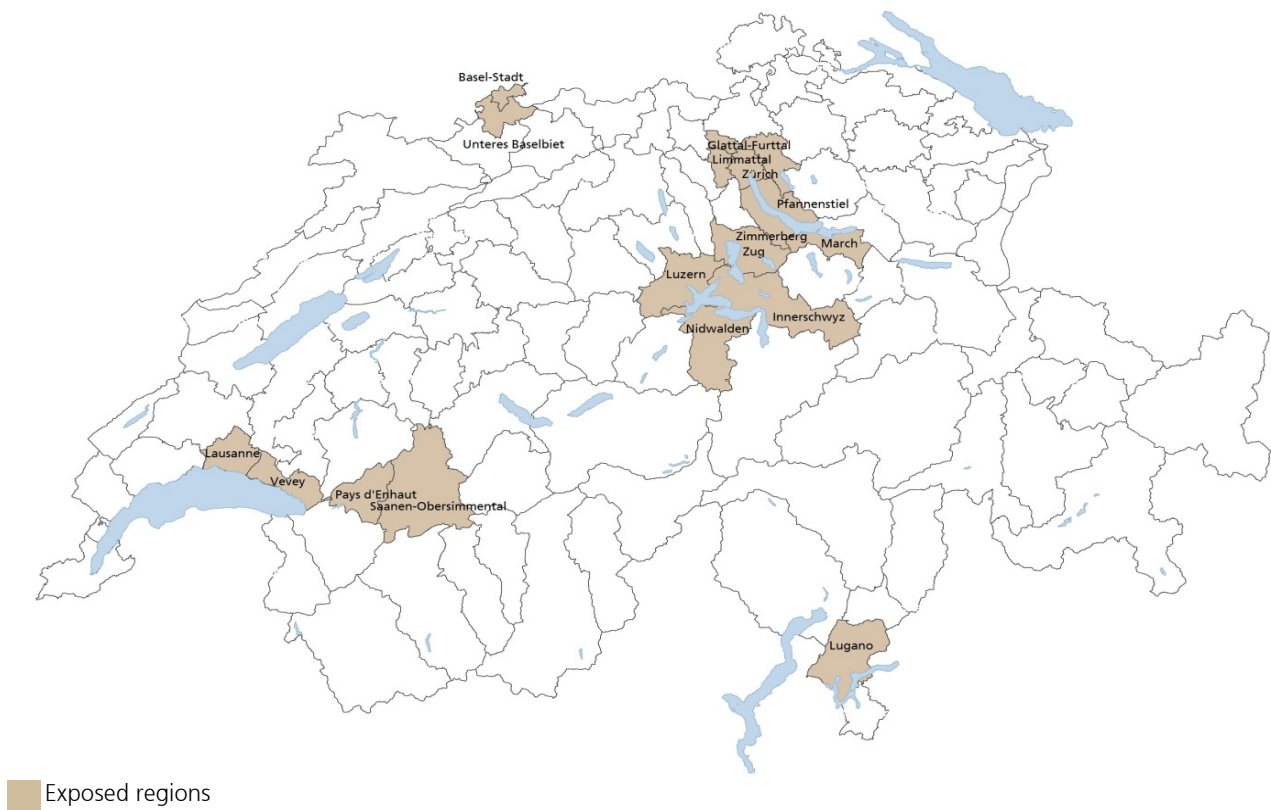 Basel-Stadt
Unteres Baselbiet
Glattal-Furttal
Limmattal
Zürich
Pfannenstiel
Zimmerberg
March
Zug
Luzern
Innerschwyz
Nidwalden
Lausanne
Vevey
Pays d'Enhaut
Saanen-Obersimmental
Lugano
Exposed regions